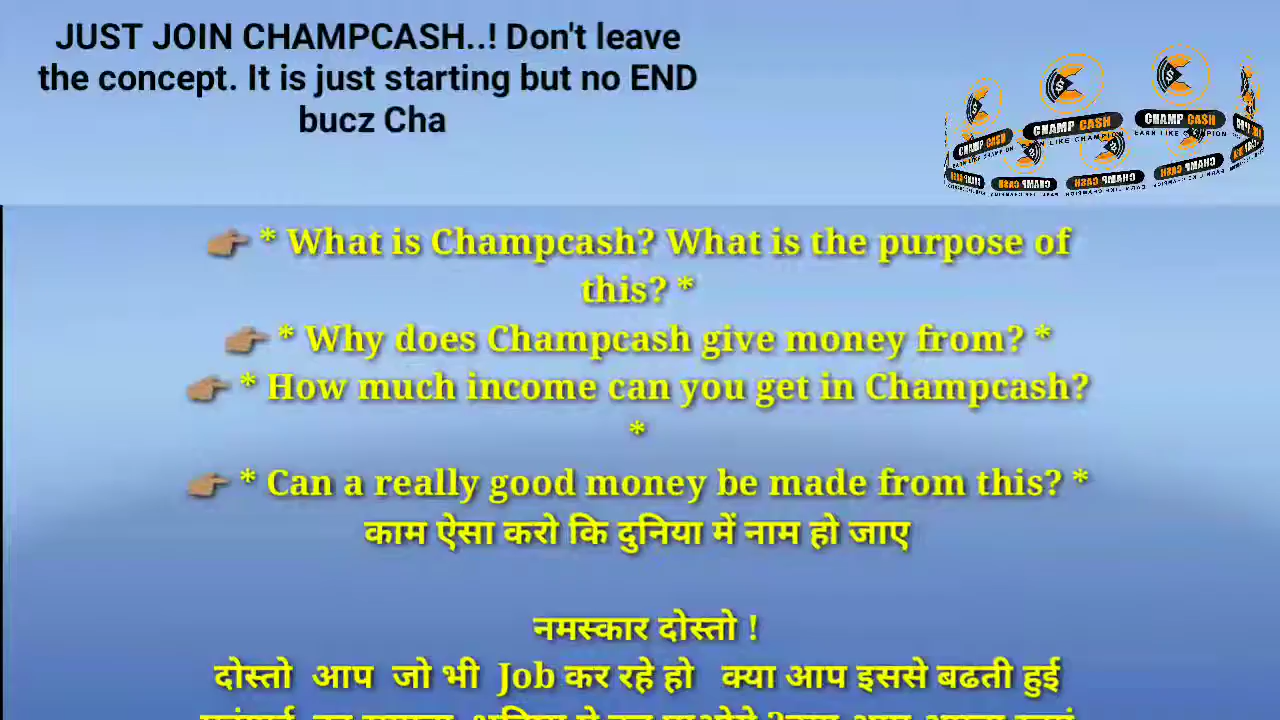 JUST JOIN CHAMPCASH..! Don't leave
the concept. It is just starting but no END
bucz Cha
CHAMP CASH
CHAMP CASH
EARN LIKE CHAMPION
CHAMP CASH
👉🏽 * What is Champcash? What is the purpose of
this? *
👉🏽 * Why does Champcash give money from? *
👉🏽 * How much income can you get in Champcash?
*
👉🏽 * Can a really good money be made from this? *
काम ऐसा करो कि दुनिया में नाम हो जाए
नमस्कार दोस्तो !
दोस्तो आप जो भी Job कर रहे हो क्या आप इससे बढती हुई